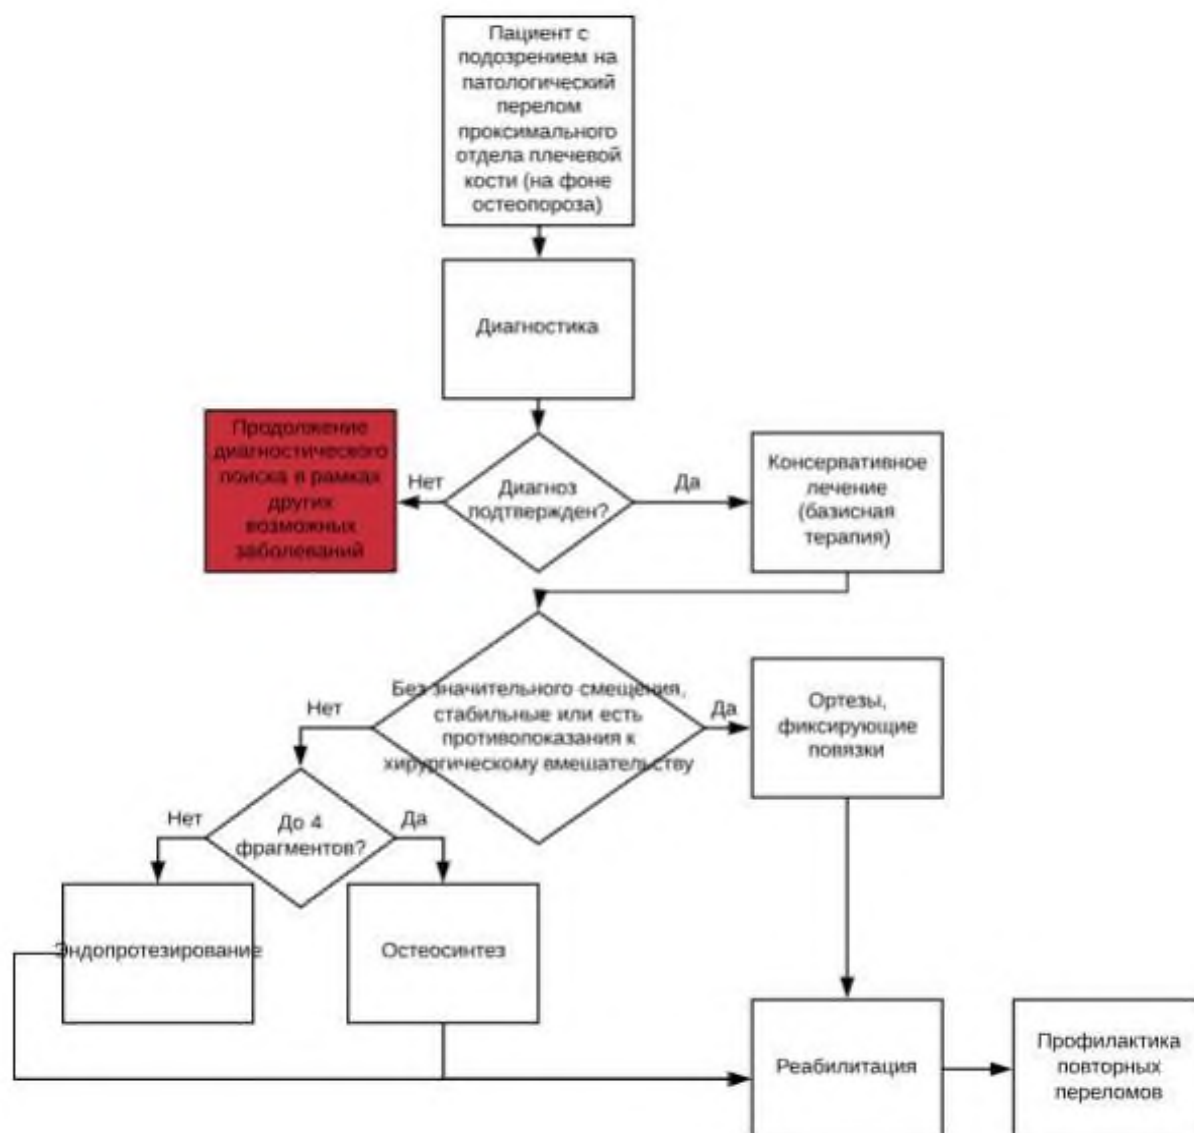 Пациент с
подозрением на
патологический
перелом
проксимального
отдела плечевой
кости (на фоне
остеопороза)
Диагностика
Продолжение
диагностического
поиска в рамках
других
возможных
заболеваний
Нет
Диагноз
подтвержден?
Да
Консервативное
лечение
(базисная
терапия)
Нет
Без значительного смещения,
стабильные или есть
противопоказания к
хирургическому вмешательству
Да
Ортезы,
фиксирующие
повязки
Нет
До 4
фрагментов?
Да
Эндопротезирование
Остеосинтез
Реабилитация
Профилактика
повторных
переломов